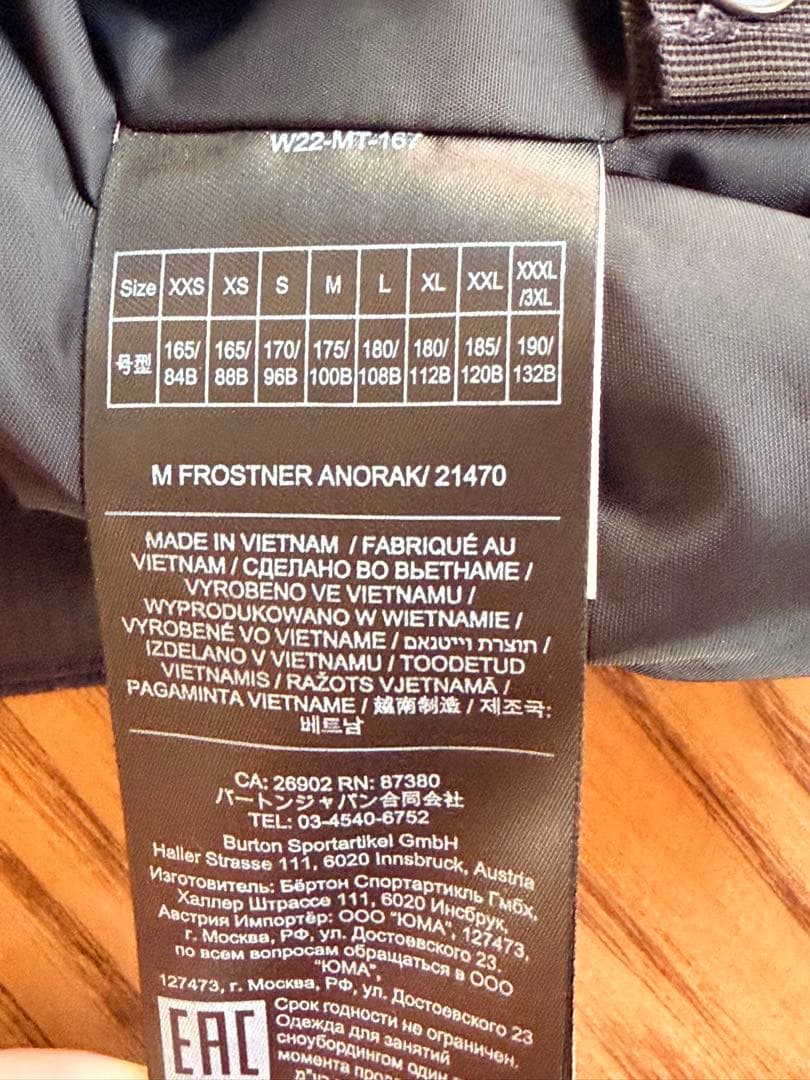 W22-MT-167
Size XXS XS S M L XL XXL XXXL/3XL
号型 165/84B 165/88B 170/96B 175/100B 180/108B 180/112B 185/120B 190/132B
M FROSTNER ANORAK/ 21470
MADE IN VIETNAM / FABRIQUÉ AU
VIETNAM / СДЕЛАНО ВО ВЬЕТНАМЕ /
VYROBENO VE VIETNAMU /
WYPRODUKOWANO W WIETNAMIE /
VYROBENÉ VO VIETNAME / תוצרת וייטנאם /
IZDELANO V VIETNAMU / TOODETUD
VIETNAMIS / RAŽOTS VJETNAMĀ /
PAGAMINTA VIETNAME / 越南制造 / 제조국:
베트남
CA: 26902 RN: 87380
バートンジャパン合同会社
TEL: 03-4540-6752
Burton Sportartikel GmbH
Haller Strasse 111, 6020 Innsbruck, Austria
Изготовитель: Бёртон Спортартикль Гмбх,
Халлер Штрассе 111, 6020 Инсбрук,
Австрия Импортёр: ООО "ЮМА", 127473,
г. Москва, РФ, ул. Достоевского 23.
по всем вопросам обращаться в ООО
"ЮМА",
127473, г. Москва, РФ, ул. Достоевского 23
EAC
Срок годности не ограничен.
Одежда для занятий
сноубордингом один
момента